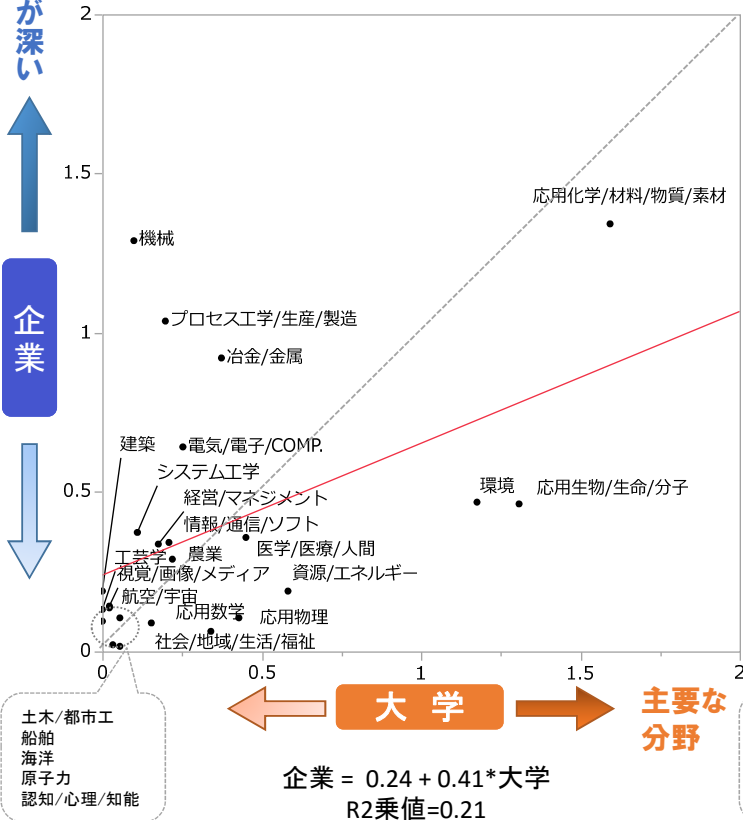 が深い
2
1.5
1
0.5
0
企業
応用化学/材料/物質/素材
機械
プロセス工学/生産/製造
冶金/金属
建築
電気/電子/COMP.
システム工学
環境
応用生物/生命/分子
経営/マネジメント
情報/通信/ソフト
工芸学
農業
医学/医療/人間
視覚/画像/メディア
資源/エネルギー
航空/宇宙
応用数学
応用物理
社会/地域/生活/福祉
0
0.5
1
1.5
2
大 学
主要な
分野
土木/都市工
船舶
海洋
原子力
認知/心理/知能
企業 = 0.24 + 0.41*大学
R2乗値=0.21